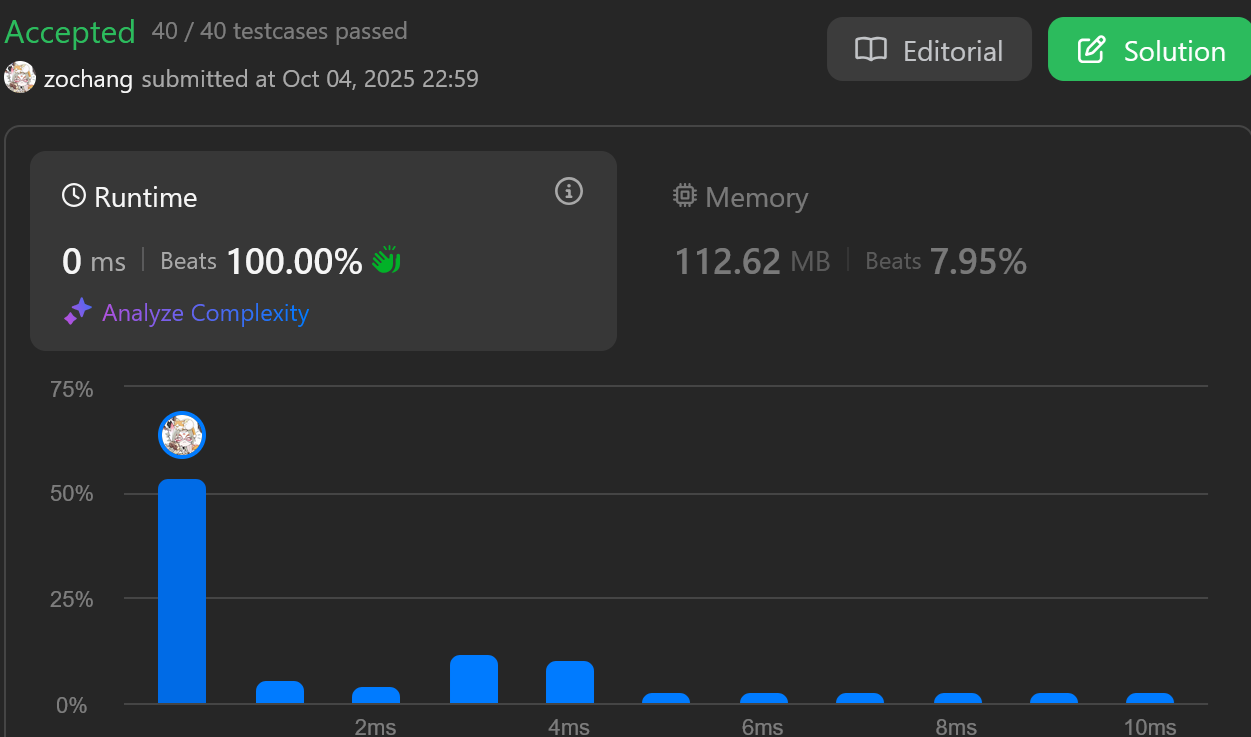 Accepted 40 / 40 testcases passed
Editorial
Solution
zochang submitted at Oct 04, 2025 22:59
Runtime
0 ms Beats 100.00%
Analyze Complexity
Memory
112.62 MB Beats 7.95%
75%
50%
25%
0%
2ms 4ms 6ms 8ms 10ms